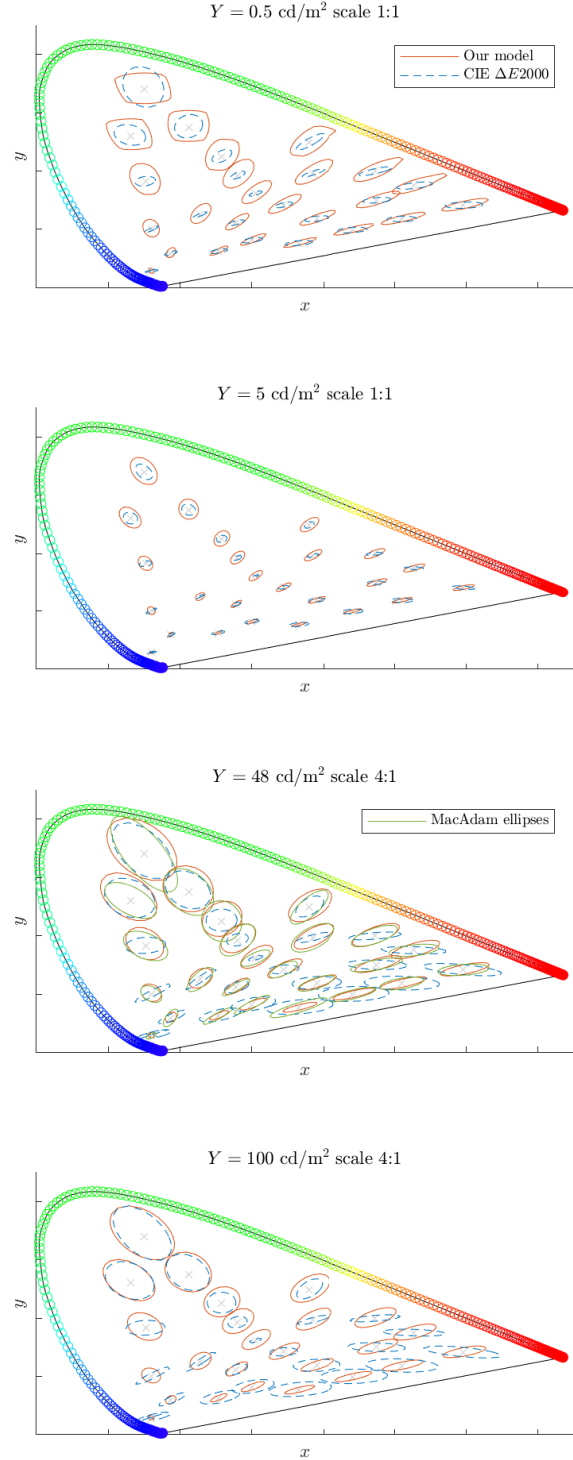 Y = 0.5 cd/m² scale 1:1
Our model
CIE ΔE2000
y
x
Y = 5 cd/m² scale 1:1
y
x
Y = 48 cd/m² scale 4:1
MacAdam ellipses
y
x
Y = 100 cd/m² scale 4:1
y
x